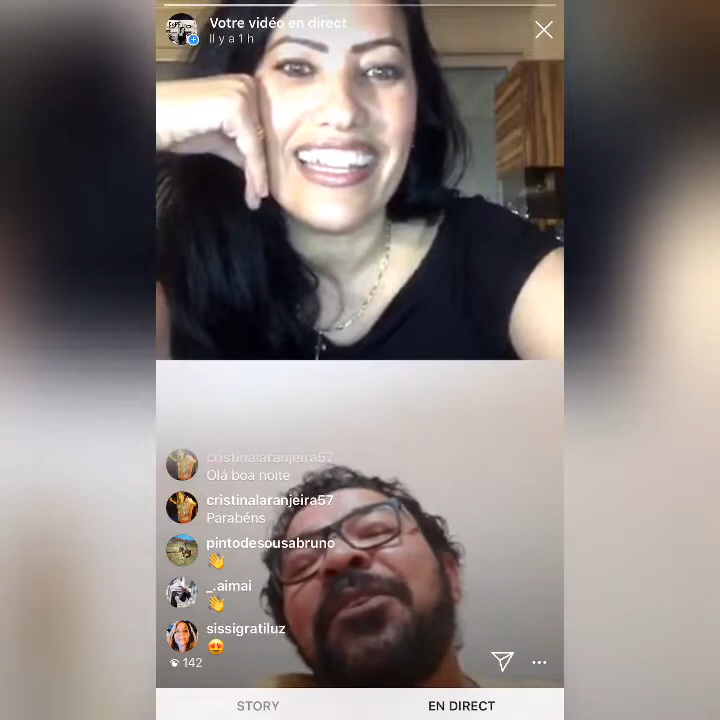 Votre vidéo en direct
Il y a 1 h
cristinalaranjeira57
Olá boa noite
cristinalaranjeira57
Parabéns
pintodesousabruno
👋
_.aimai
👋
sissigratiluz
😍
142
STORY
EN DIRECT